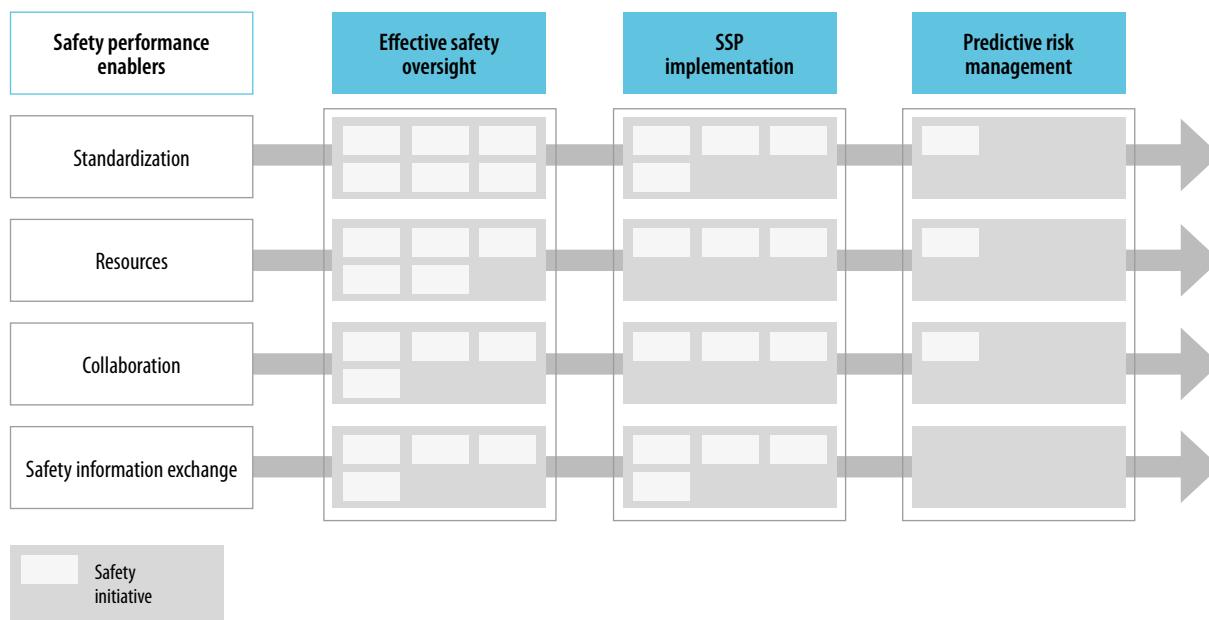 Safety performance
enablers
Effective safety
oversight
SSP
implementation
Predictive risk
management
Standardization
Resources
Collaboration
Safety information exchange
Safety
initiative